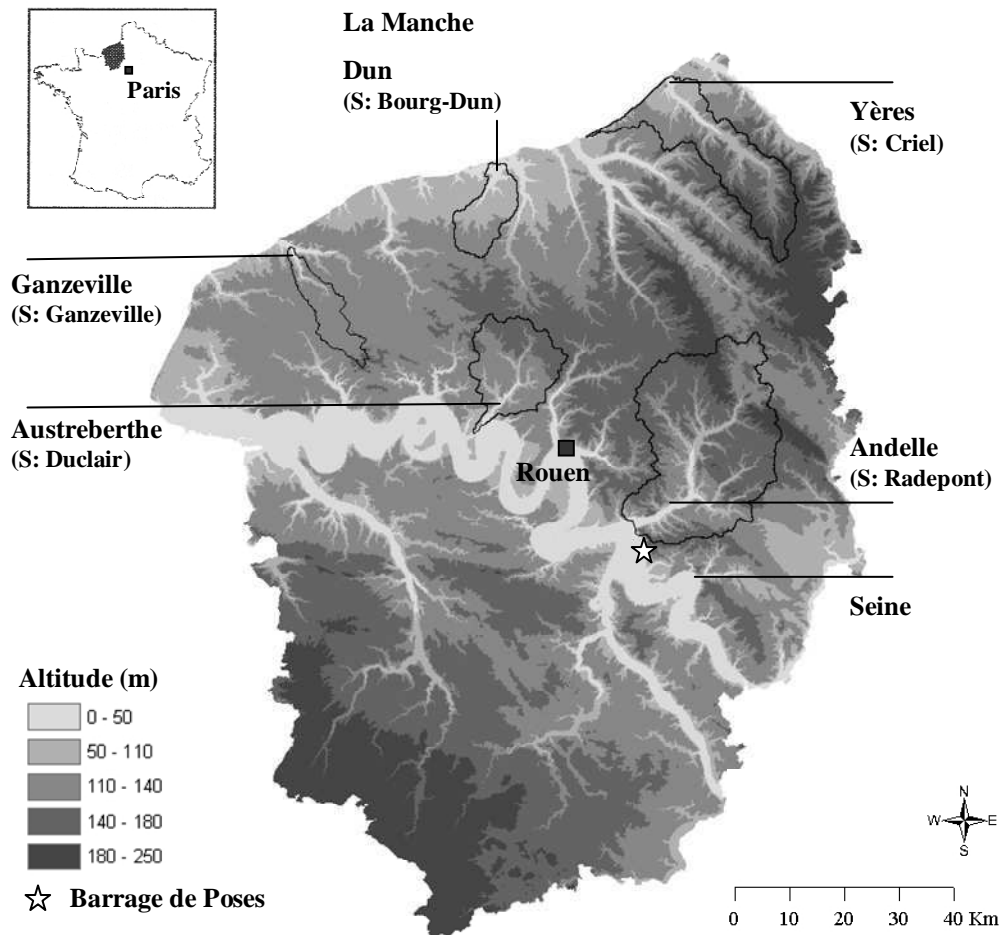 La Manche
Paris
Dun
(S: Bourg-Dun)
Yères
(S: Criel)
Ganzeville
(S: Ganzeville)
Austreberthe
(S: Duclair)
Rouen
Andelle
(S: Radepont)
Seine
Altitude (m)
0 - 50
50 - 110
110 - 140
140 - 180
180 - 250
Barrage de Poses
N
W E
S
0 10 20 30 40 Km